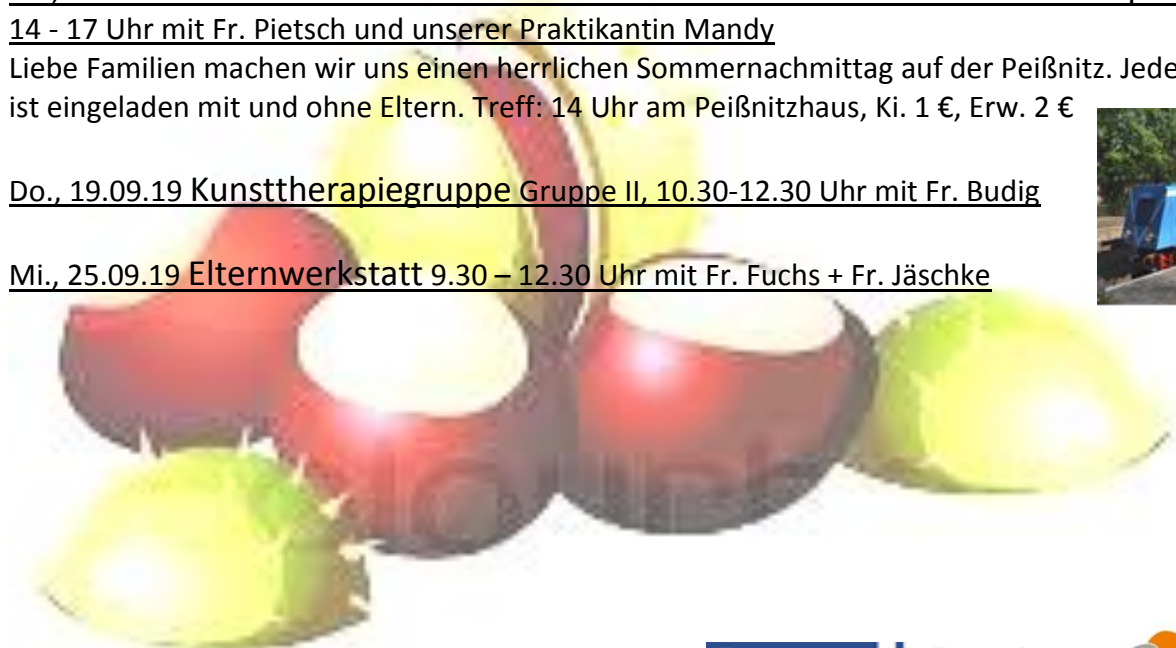 14 - 17 Uhr mit Fr. Pietsch und unserer Praktikantin Mandy
Liebe Familien machen wir uns einen herrlichen Sommernachmittag auf der Peißnitz. Jede
ist eingeladen mit und ohne Eltern. Treff: 14 Uhr am Peißnitzhaus, Ki. 1 €, Erw. 2 €
Do., 19.09.19 Kunsttherapiegruppe Gruppe II, 10.30-12.30 Uhr mit Fr. Budig
Mi., 25.09.19 Elternwerkstatt 9.30 – 12.30 Uhr mit Fr. Fuchs + Fr. Jäschke